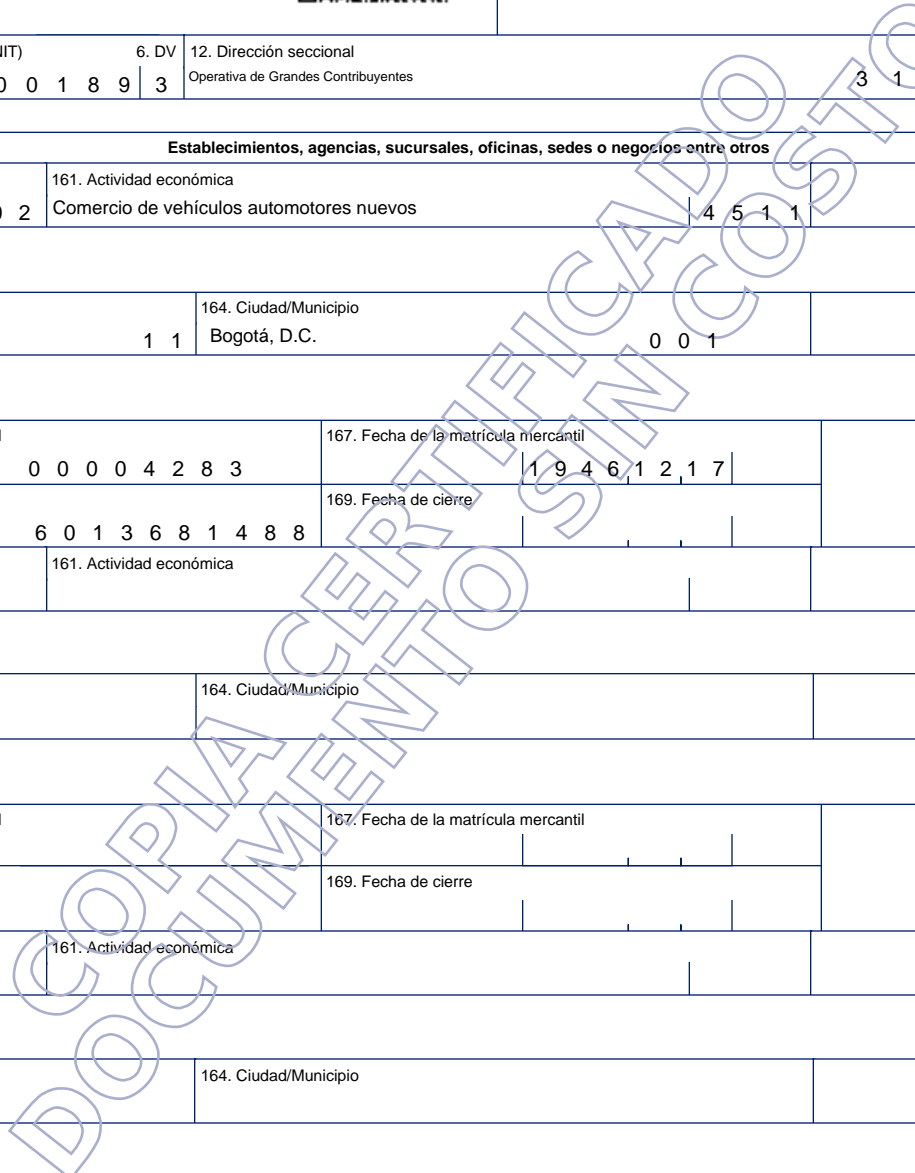 6. DV 12. Dirección seccional
0 1 8 9 3 Operativa de Grandes Contribuyentes 3 1
Establecimientos, agencias, sucursales, oficinas, sedes o negocios entre otros
161. Actividad económica
2 Comercio de vehículos automotores nuevos 4 5 1 1
164. Ciudad/Municipio
1 1 Bogotá, D.C. 0 0 1
167. Fecha de la matrícula mercantil
0 0 0 0 4 2 8 3 1 9 4 6 1 2 1 7
169. Fecha de cierre
6 0 1 3 6 8 1 4 8 8
161. Actividad económica
164. Ciudad/Municipio
167. Fecha de la matrícula mercantil
169. Fecha de cierre
161. Actividad económica
164. Ciudad/Municipio
COPIA CERTIFICADO
DOCUMENTO SIN COSTO